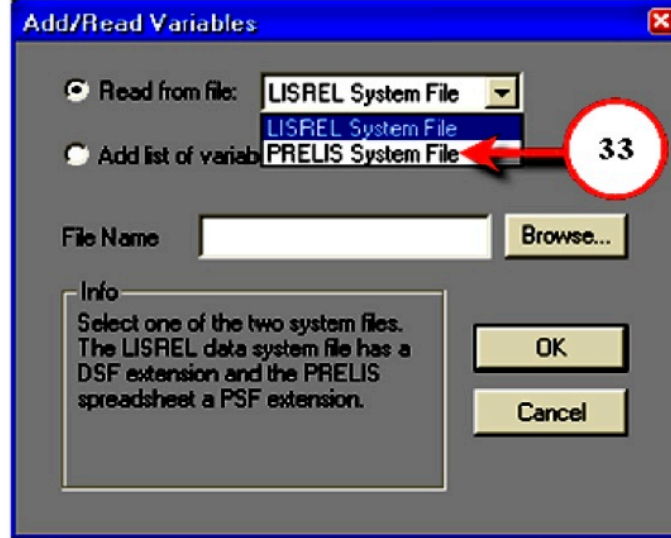 Add/Read Variables
Read from file:
LISREL System File
LISREL System File
Add list of variab
PRELIS System File
33
File Name
Browse...
Info
Select one of the two system files.
The LISREL data system file has a
DSF extension and the PRELIS
spreadsheet a PSF extension.
OK
Cancel